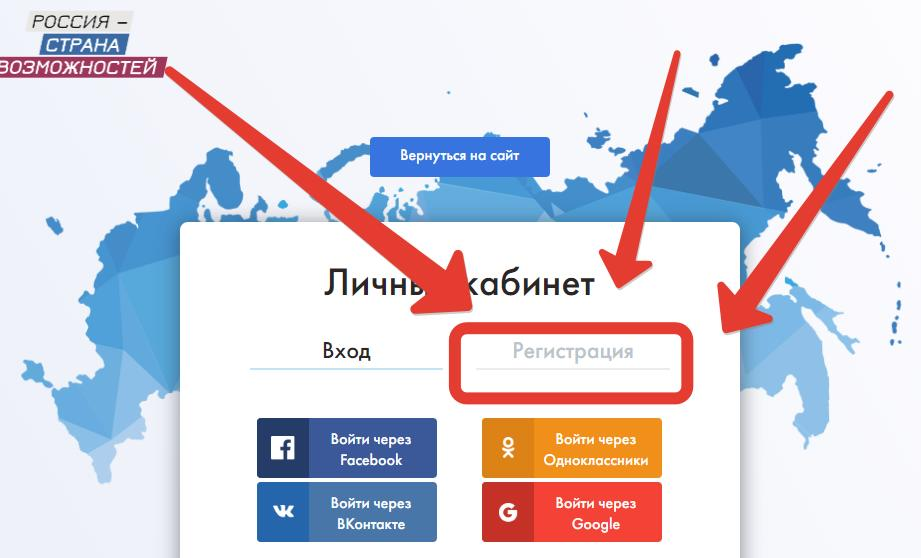 РОССИЯ –
СТРАНА
ВОЗМОЖНОСТЕЙ
Вернуться на сайт
Личны кабинет
Вход
Регистрация
Войти через
Facebook
Войти через
Одноклассники
Войти через
ВКонтакте
Войти через
Google